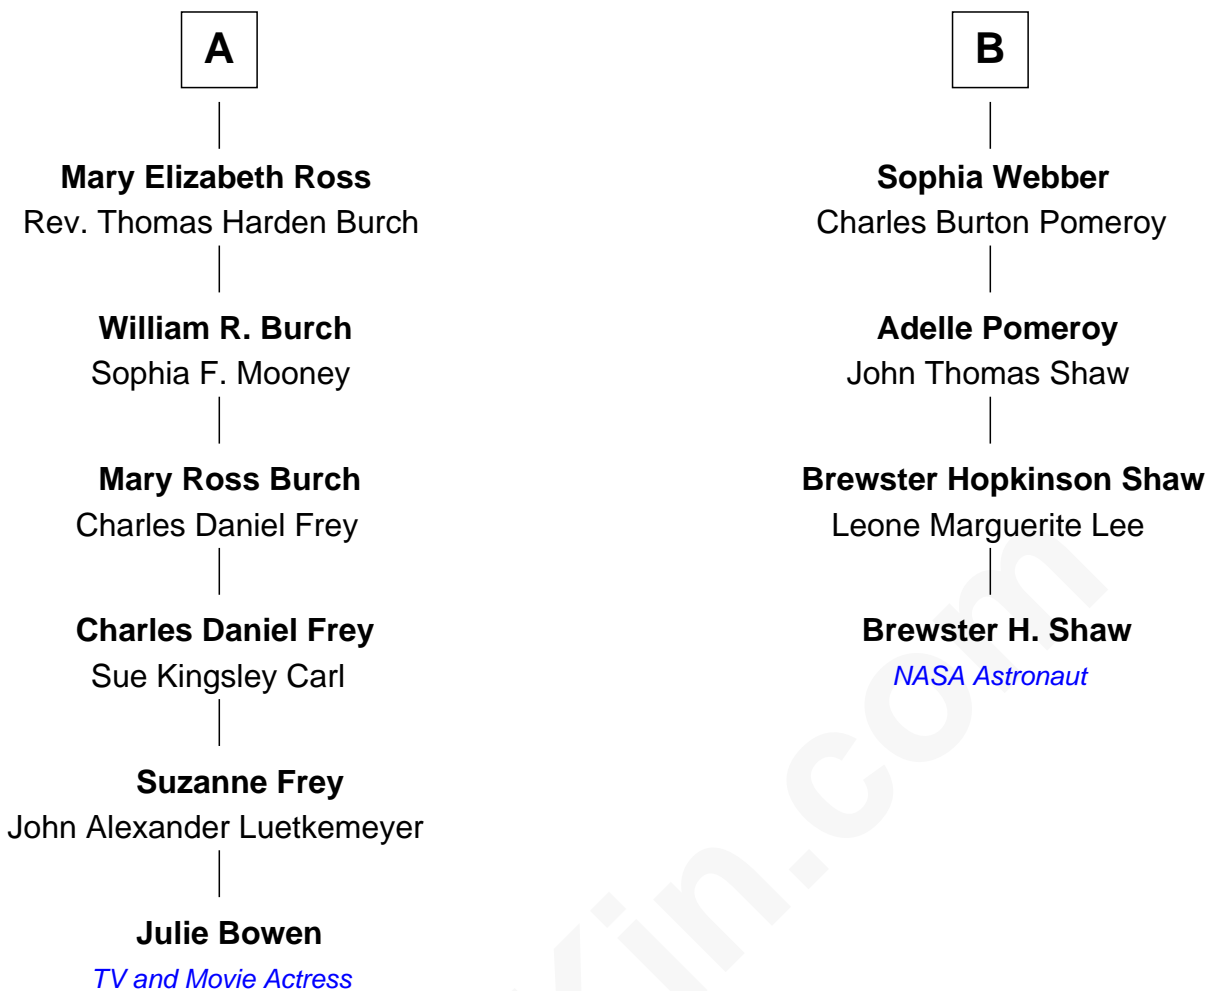 A
Mary Elizabeth Ross
Rev. Thomas Harden Burch
William R. Burch
Sophia F. Mooney
Mary Ross Burch
Charles Daniel Frey
Charles Daniel Frey
Sue Kingsley Carl
Suzanne Frey
John Alexander Luetkemeyer
Julie Bowen
TV and Movie Actress
B
Sophia Webber
Charles Burton Pomeroy
Adelle Pomeroy
John Thomas Shaw
Brewster Hopkinson Shaw
Leone Marguerite Lee
Brewster H. Shaw
NASA Astronaut
Kin.com